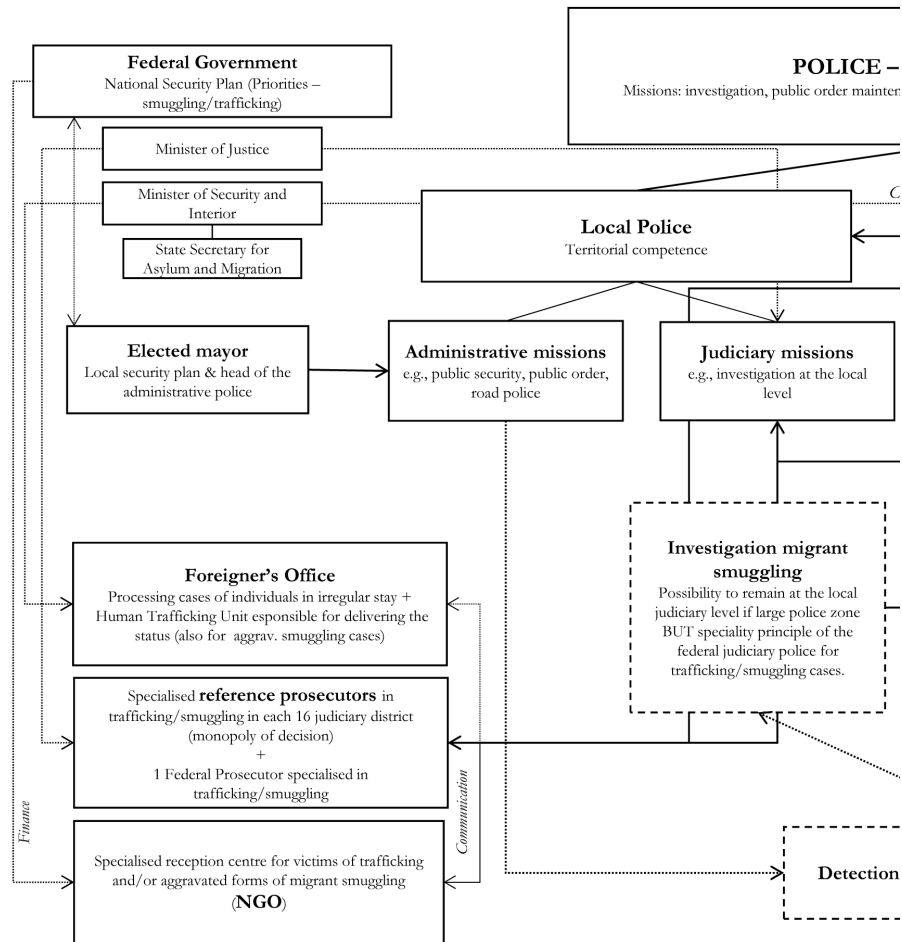 Federal Government
National Security Plan (Priorities –
smuggling/trafficking)
POLICE –
Missions: investigation, public order mainten
Minister of Justice
Minister of Security and
Interior
State Secretary for
Asylum and Migration
C
Local Police
Territorial competence
Elected mayor
Local security plan & head of the
administrative police
Administrative missions
e.g., public security, public order,
road police
Judiciary missions
e.g., investigation at the local
level
Foreigner's Office
Processing cases of individuals in irregular stay +
Human Trafficking Unit esponsible for delivering the
status (also for aggrav. smuggling cases)
Investigation migrant
smuggling
Possibility to remain at the local
judiciary level if large police zone
BUT speciality principle of the
federal judiciary police for
trafficking/smuggling cases.
Specialised reference prosecutors in
trafficking/smuggling in each 16 judiciary district
(monopoly of decision)
+
1 Federal Prosecutor specialised in
trafficking/smuggling
Finance
Communication
Specialised reception centre for victims of trafficking
and/or aggravated forms of migrant smuggling
(NGO)
Detection